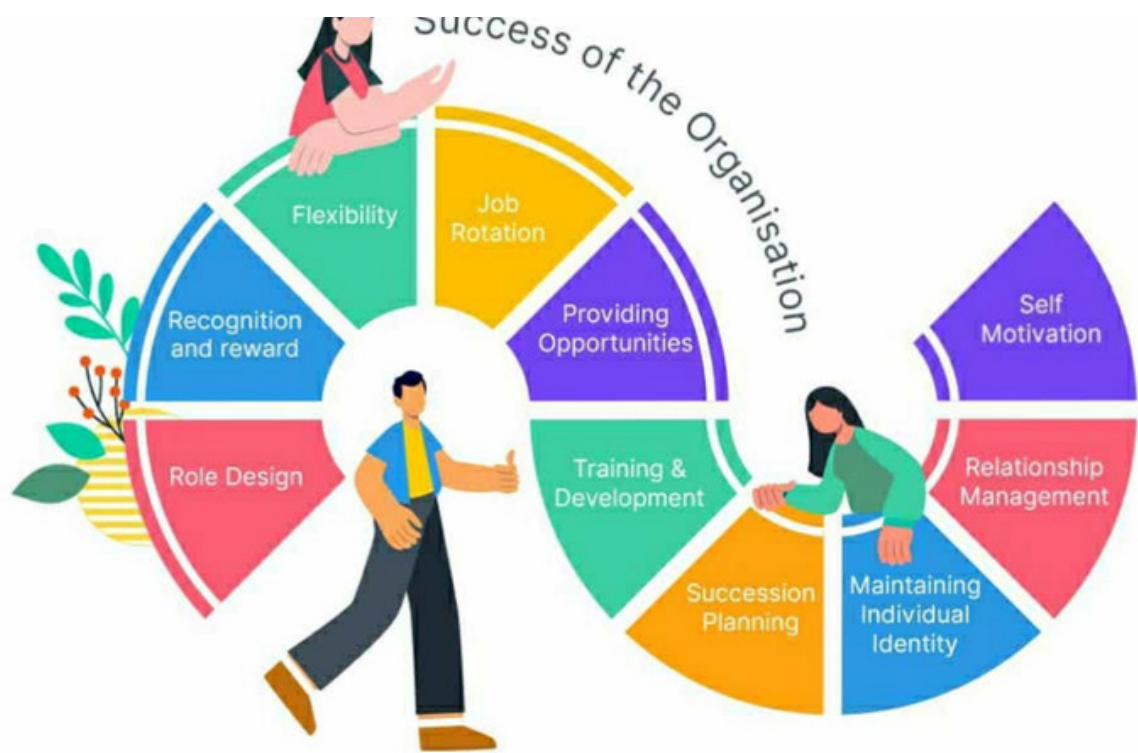 Success of the Organisation
Role Design
Recognition
and reward
Flexibility
Job
Rotation
Providing
Opportunities
Training &
Development
Succession
Planning
Maintaining
Individual
Identity
Relationship
Management
Self
Motivation